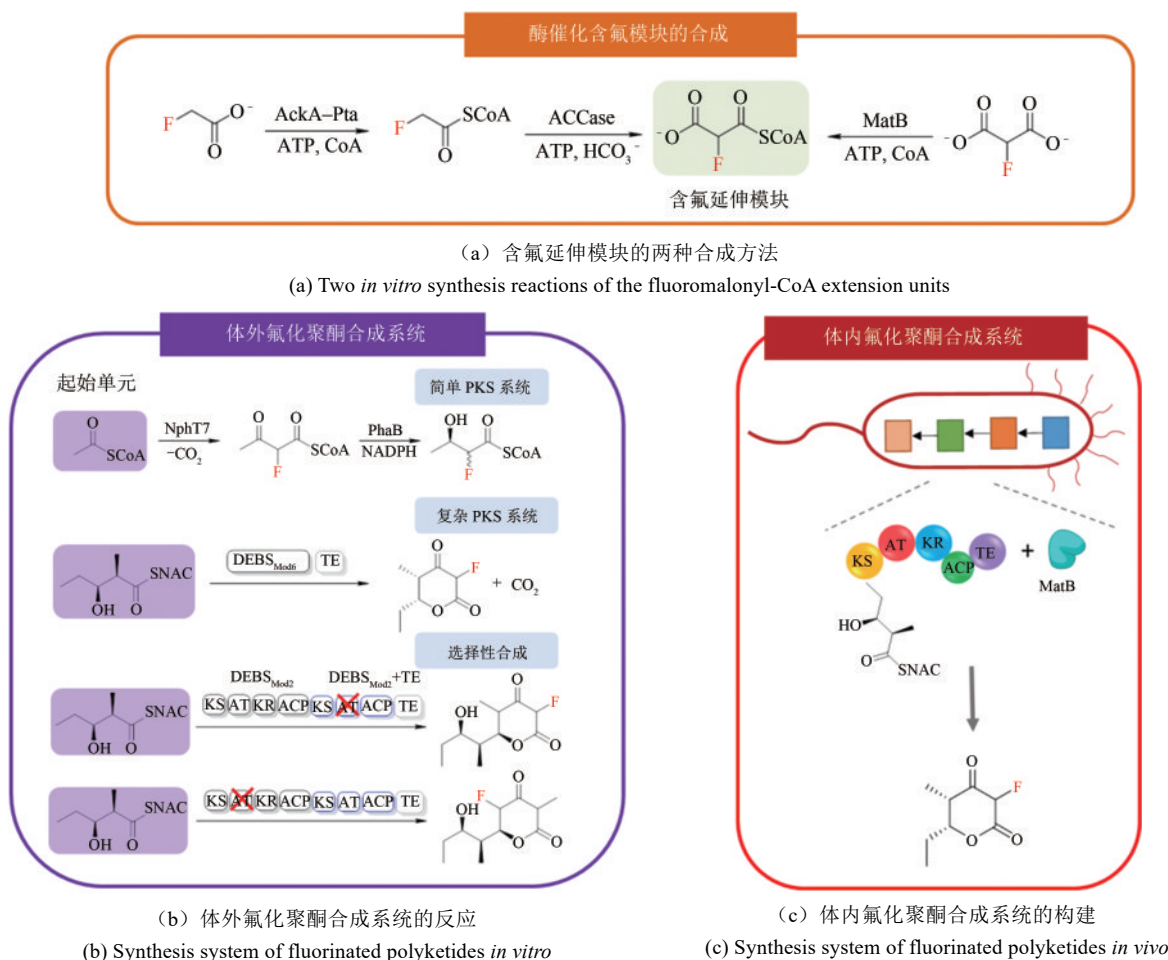 酶催化含氟模块的合成
F
O
O⁻
AckA–Pta
ATP, CoA
F
O
SCoA
ACCase
ATP, HCO₃⁻
O
O
⁻O
SCoA
F
MatB
ATP, CoA
O
O
⁻O
O⁻
F
含氟延伸模块
(a) 含氟延伸模块的两种合成方法
(a) Two in vitro synthesis reactions of the fluoromalonyl-CoA extension units
体外氟化聚酮合成系统
起始单元
简单 PKS 系统
O
SCoA
NphT7
−CO₂
O
O
SCoA
F
PhaB
NADPH
OH
O
SCoA
F
复杂 PKS 系统
SNAC
OH
O
DEBS Mod6
TE
O
F
O
O
+ CO₂
选择性合成
DEBS Mod2
DEBS Mod2+TE
SNAC
OH
O
KS AT KR ACP KS AT ACP TE
O
F
OH
O
O
SNAC
OH
O
KS AT KR ACP KS AT ACP TE
O
F
OH
O
O
(b) 体外氟化聚酮合成系统的反应
(b) Synthesis system of fluorinated polyketides in vitro
体内氟化聚酮合成系统
KS
AT
KR
ACP
TE
+
MatB
HO
O
SNAC
O
F
O
O
(c) 体内氟化聚酮合成系统的构建
(c) Synthesis system of fluorinated polyketides in vivo